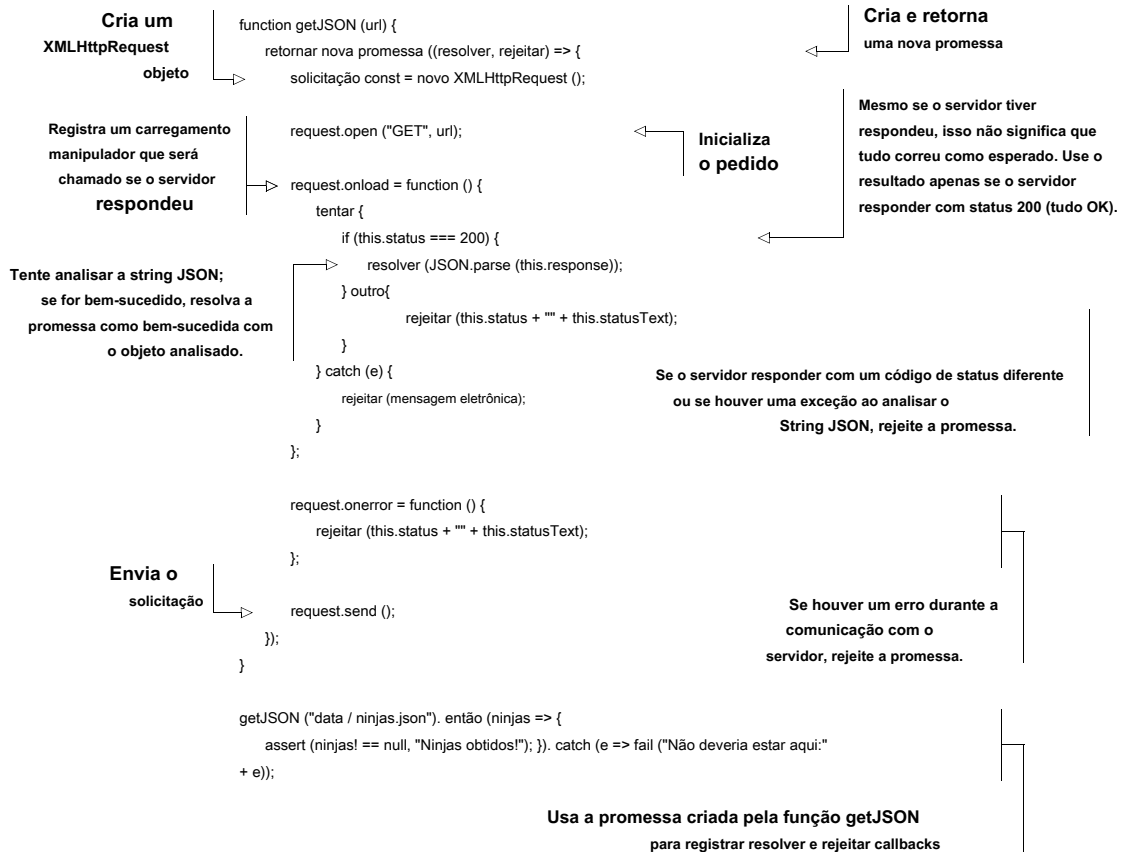 Cria um
XMLHttpRequest
objeto
function getJSON (url) {
retornar nova promessa ((resolver, rejeitar) => {
solicitação const = novo XMLHttpRequest ();
Cria e retorna
uma nova promessa
Registra um carregamento
manipulador que será
chamado se o servidor
respondeu
request.open ("GET", url);
Inicializa
o pedido
Mesmo se o servidor tiver
respondeu, isso não significa que
tudo correu como esperado. Use o
resultado apenas se o servidor
responder com status 200 (tudo OK).
request.onload = function () {
tentar {
if (this.status === 200) {
resolver (JSON.parse (this.response));
} outro{
rejeitar (this.status + "" + this.statusText);
}
} catch (e) {
rejeitar (mensagem eletrônica);
}
};
Tente analisar a string JSON;
se for bem-sucedido, resolva a
promessa como bem-sucedida com
o objeto analisado.
Se o servidor responder com um código de status diferente
ou se houver uma exceção ao analisar o
String JSON, rejeite a promessa.
request.onerror = function () {
rejeitar (this.status + "" + this.statusText);
};
Envia o
solicitação
request.send ();
});
}
Se houver um erro durante a
comunicação com o
servidor, rejeite a promessa.
getJSON ("data / ninjas.json"). então (ninjas => {
assert (ninjas! == null, "Ninjas obtidos!"); }). catch (e => fail ("Não deveria estar aqui:"
+ e));
Usa a promessa criada pela função getJSON
para registrar resolver e rejeitar callbacks